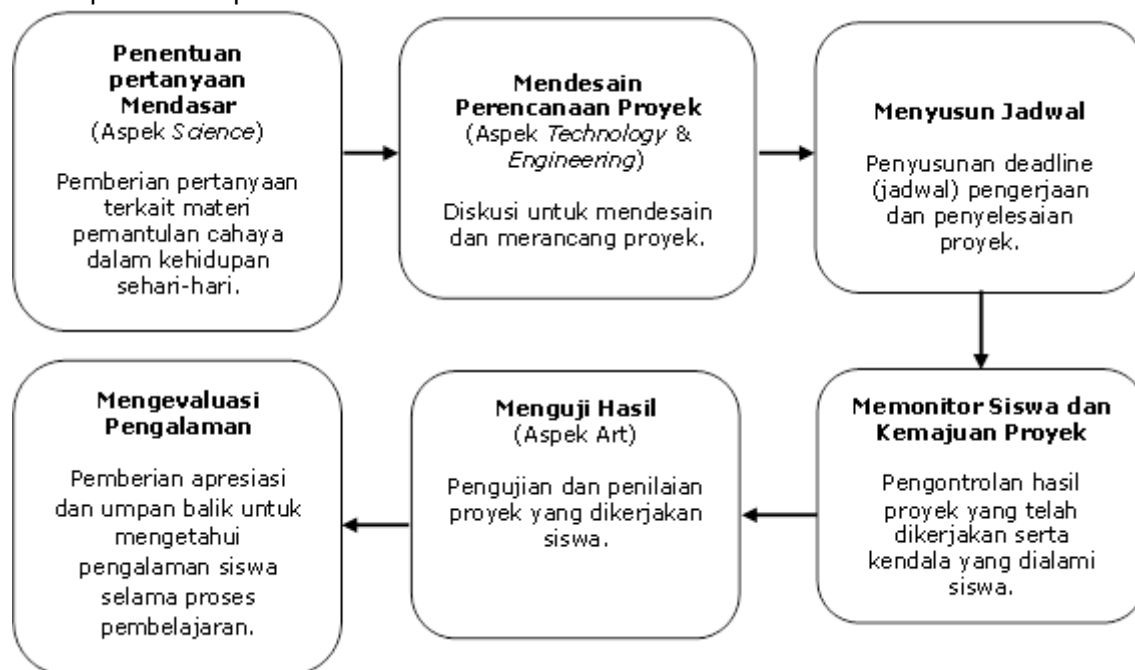 Penentuan
pertanyaan
Mendasar
(Aspek Science)
Pemberian pertanyaan
terkait materi
pemantulan cahaya
dalam kehidupan
sehari-hari.
Mendesain
Perencanaan Proyek
(Aspek Technology &
Engineering)
Diskusi untuk mendesain
dan merancang proyek.
Menyusun Jadwal
Penyusunan deadline
(jadwal) pengerjaan
dan penyelesaian
proyek.
Memonitor Siswa dan
Kemajuan Proyek
Pengontrolan hasil
proyek yang telah
dikerjakan serta
kendala yang dialami
siswa.
Menguji Hasil
(Aspek Art)
Pengujian dan penilaian
proyek yang dikerjakan
siswa.
Mengevaluasi
Pengalaman
Pemberian apresiasi
dan umpan balik untuk
mengetahui
pengalaman siswa
selama proses
pembelajaran.